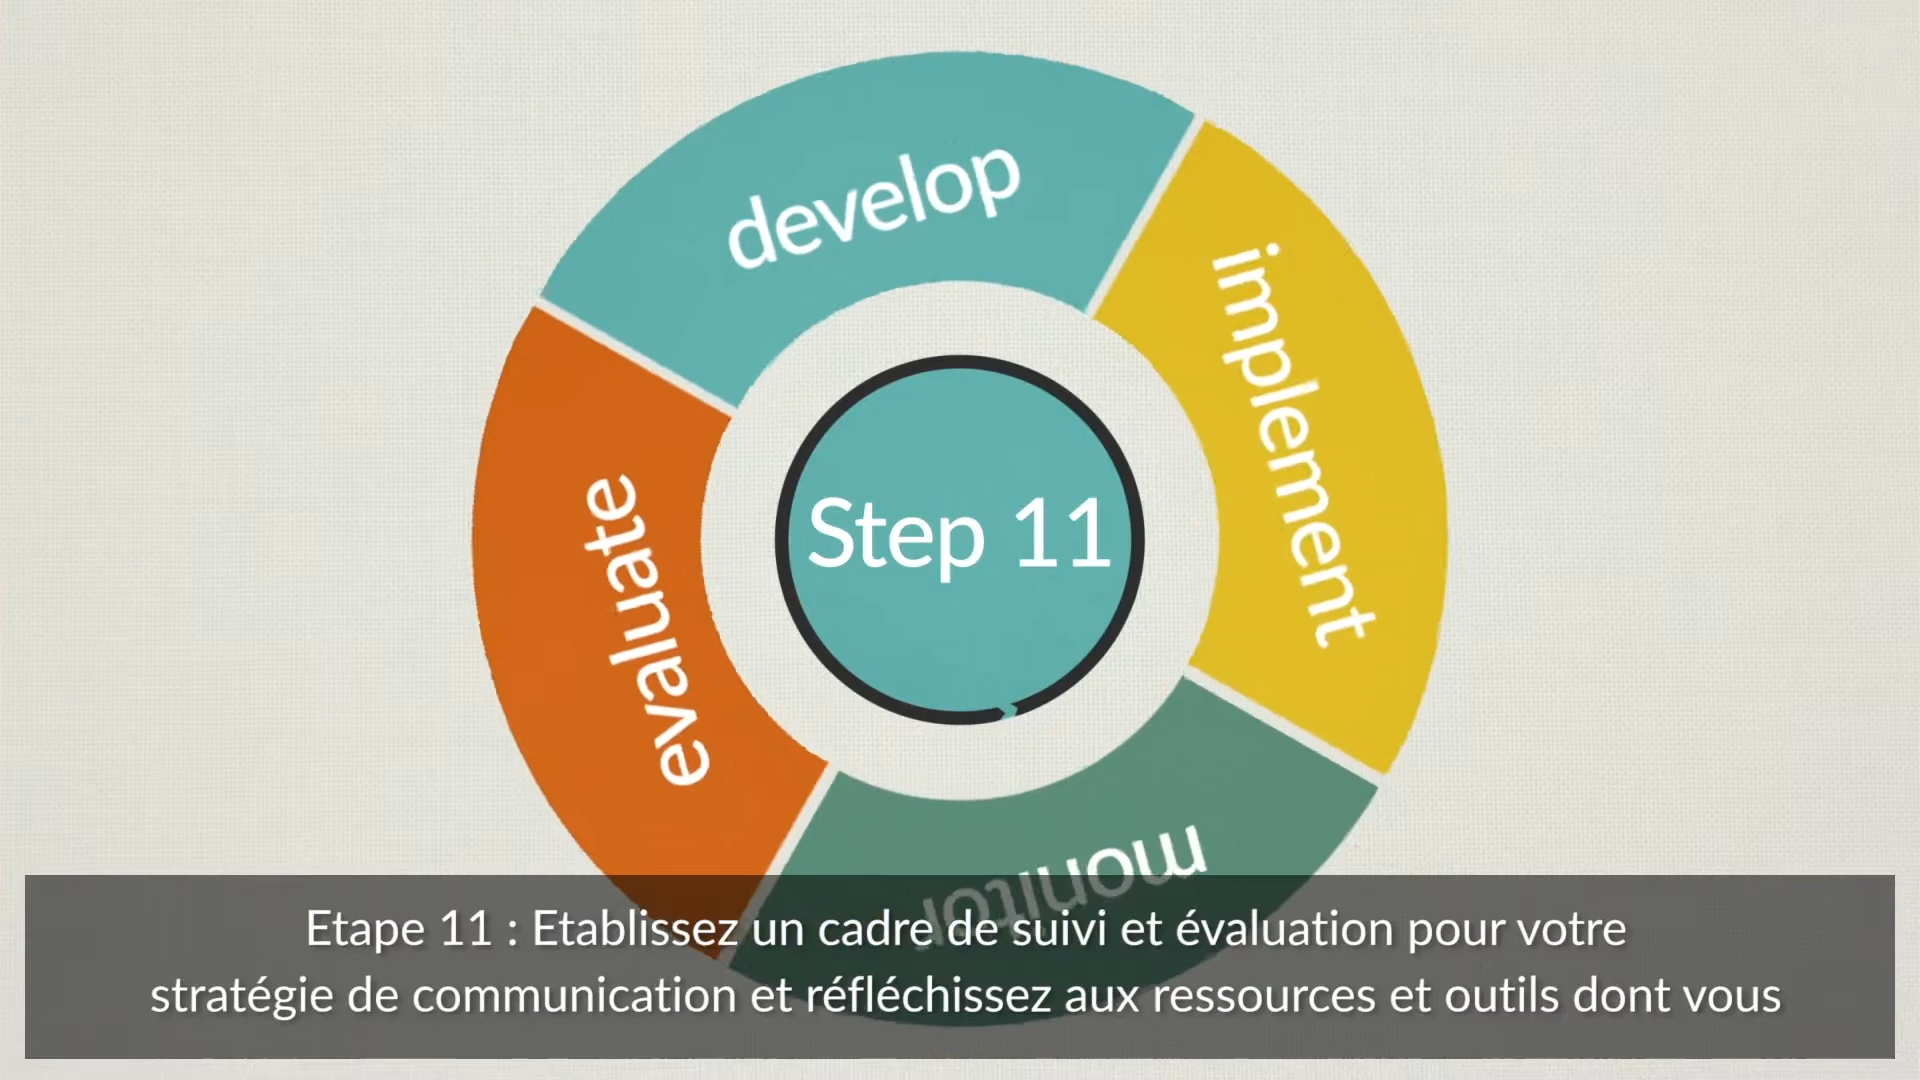 develop
implement
Step 11
evaluate
monitor
Etape 11 : Etablissez un cadre de suivi et évaluation pour votre
stratégie de communication et réfléchissez aux ressources et outils dont vous